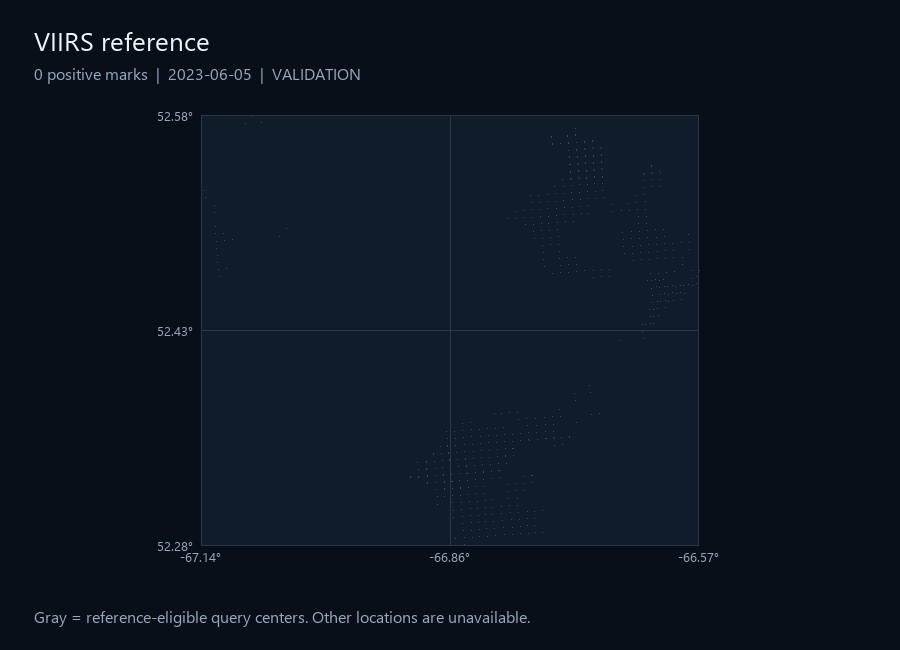 VIIRS reference
0 positive marks | 2023-06-05 | VALIDATION
52.58°
52.43°
52.28°
-67.14° -66.86° -66.57°
Gray = reference-eligible query centers. Other locations are unavailable.